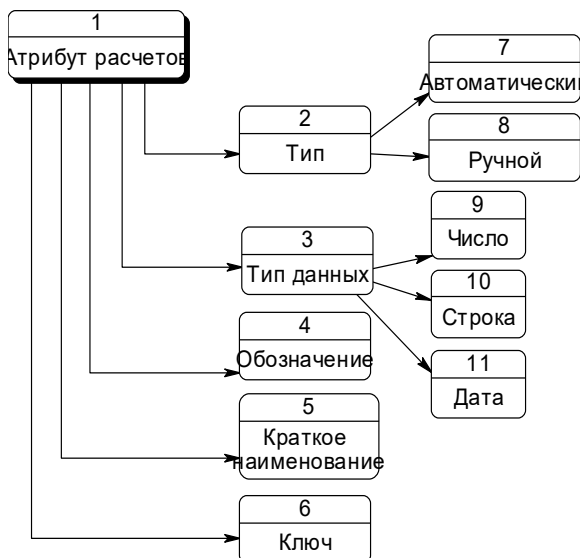 1
Атрибут расчетов
7
Автоматический
2
Тип
8
Ручной
9
Число
3
Тип данных
10
Строка
4
Обозначение
11
Дата
5
Краткое
наименование
6
Ключ